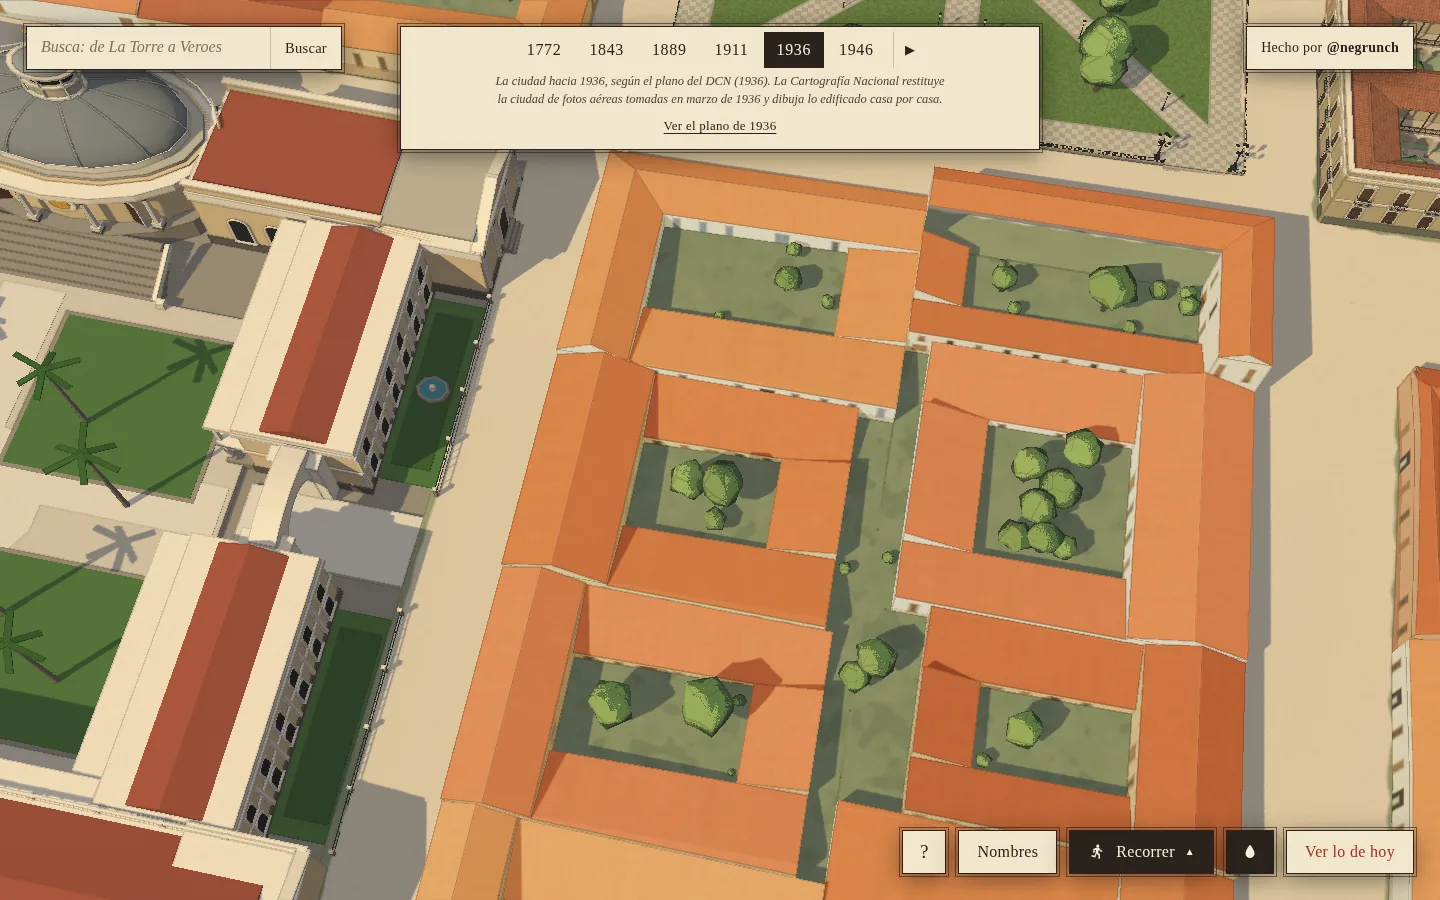 Busca: de La Torre a Veroes
Buscar
1772 1843 1889 1911 1936 1946 ▶
La ciudad hacia 1936, según el plano del DCN (1936). La Cartografía Nacional restituye
la ciudad de fotos aéreas tomadas en marzo de 1936 y dibuja lo edificado casa por casa.
Ver el plano de 1936
Hecho por @negrunch
?
Nombres
Recorrer ▲
Ver lo de hoy